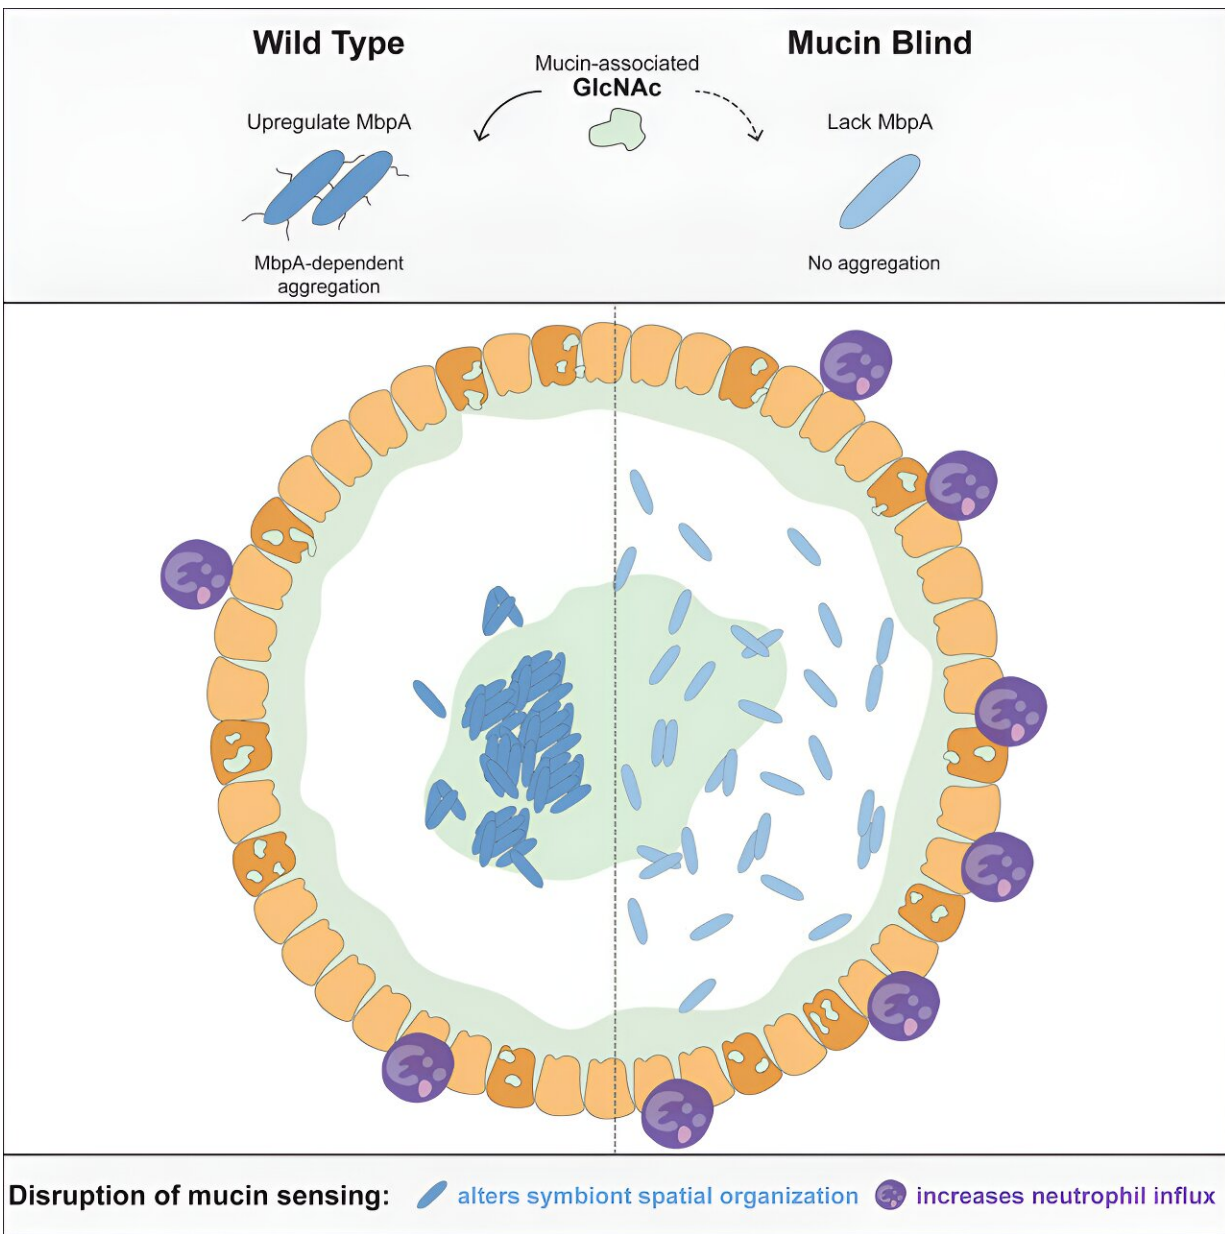 Wild Type
Mucin Blind
Mucin-associated
GlcNAc
Upregulate MbpA
Lack MbpA
MbpA-dependent
aggregation
No aggregation
Disruption of mucin sensing: alters symbiont spatial organization increases neutrophil influx